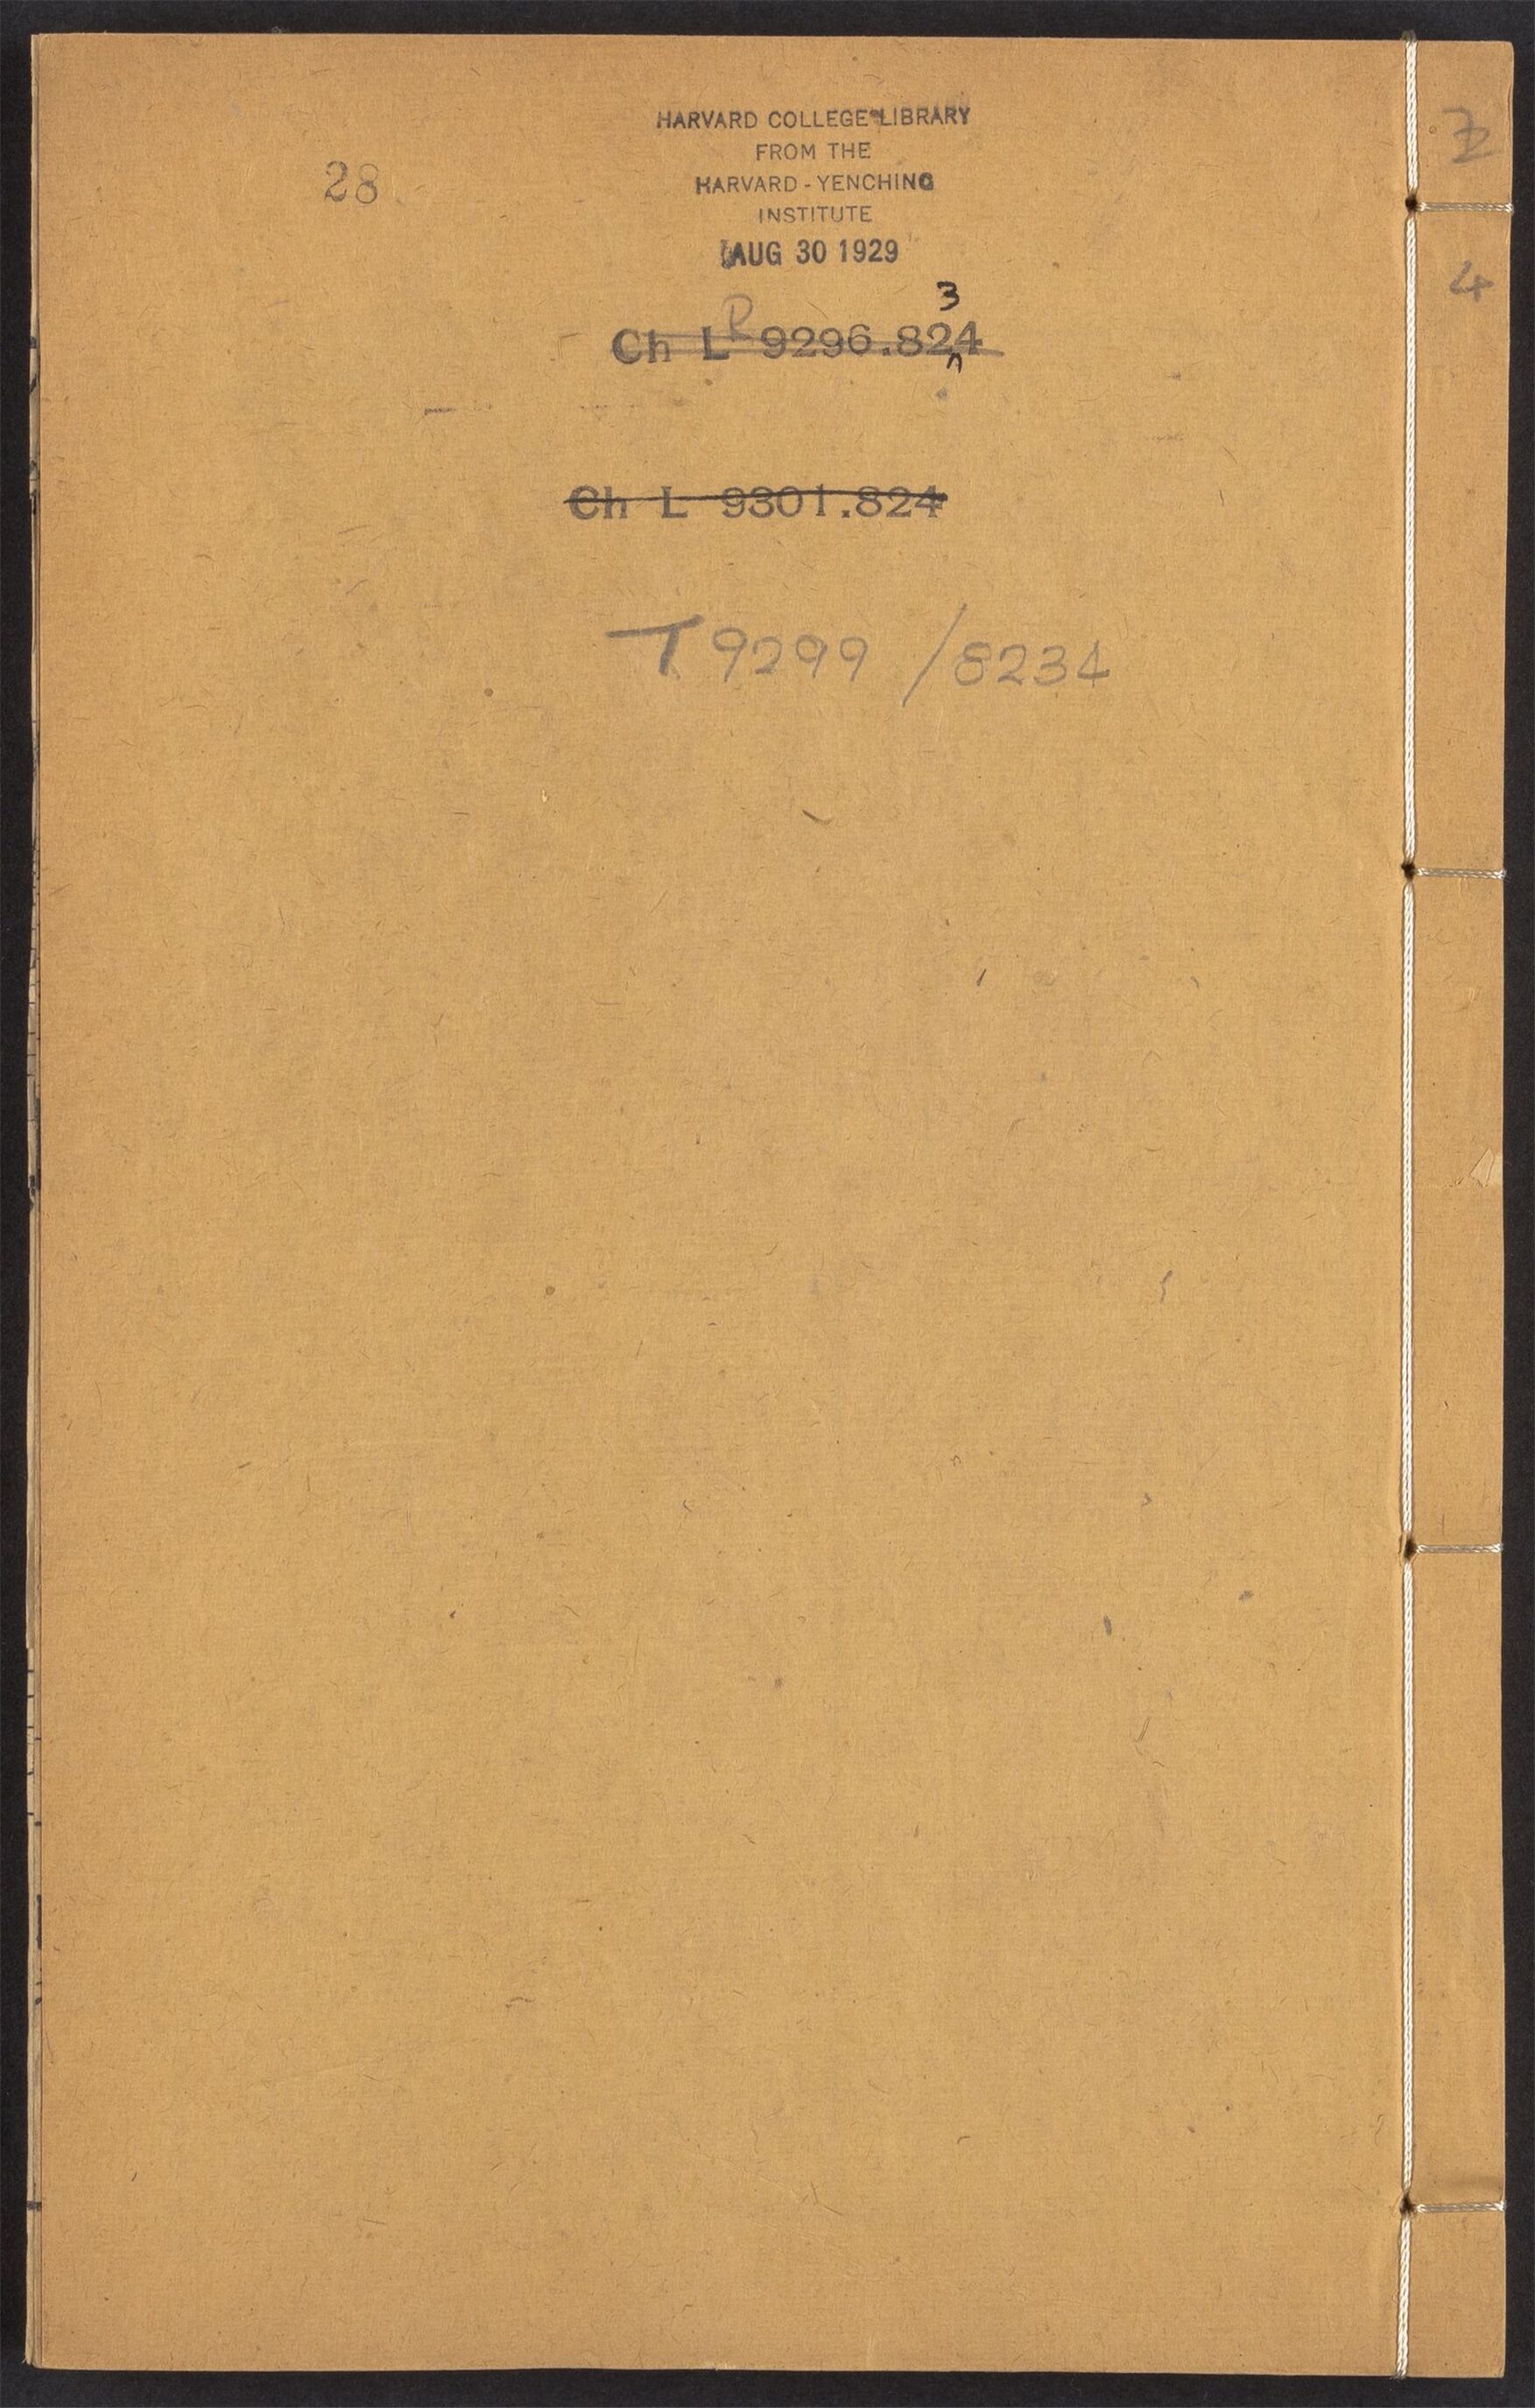 HARVARD COLLEGE LIBRARY
FROM THE
HARVARD-YENCHING
INSTITUTE
AUG 30 1929
28
3
Ch L 9296.824
Ch L 9301.824
T 9299 /8234
4